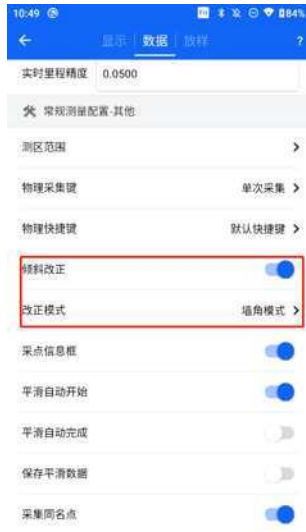 10:49 84%
显示 数据 放样 ?
实时里程精度 0.0500
常规测量配置-其他
测区范围
物理采集键 单次采集
物理快捷键 默认快捷键
倾斜改正
改正模式 墙角模式
采点信息框
平滑自动开始
平滑自动完成
保存平滑数据
采集同名点